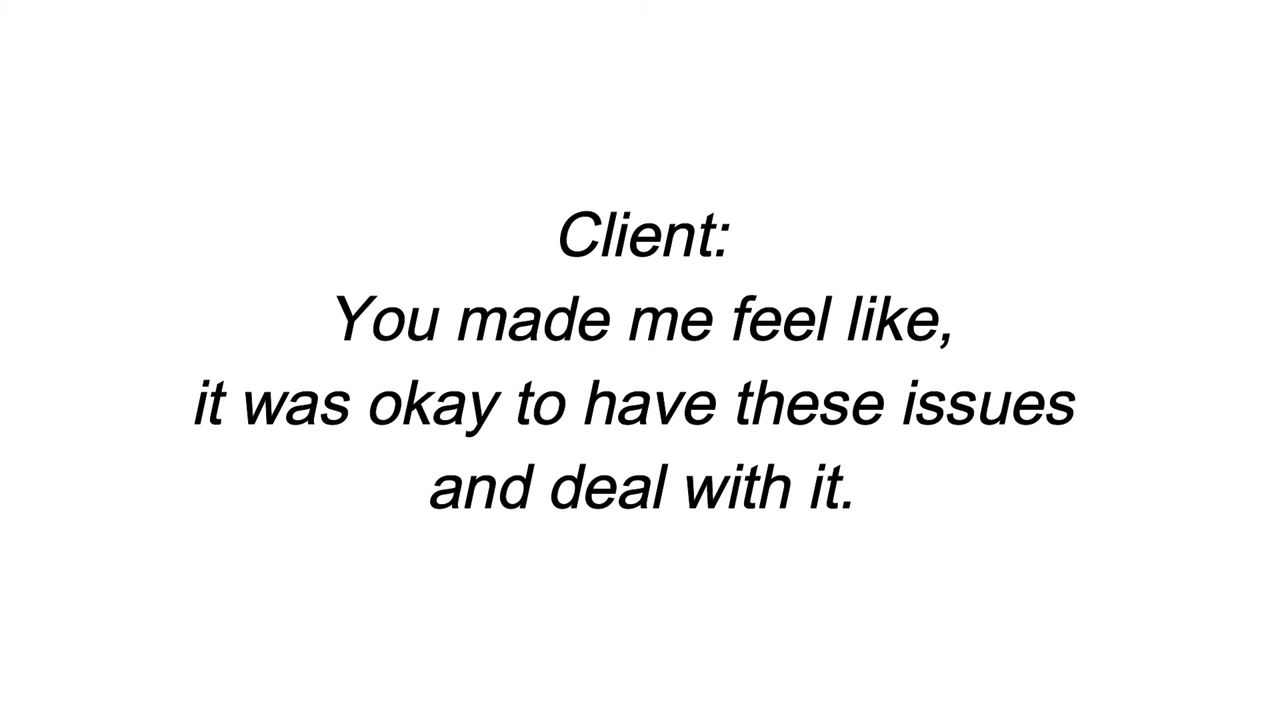 Client:
You made me feel like,
it was okay to have these issues
and deal with it.